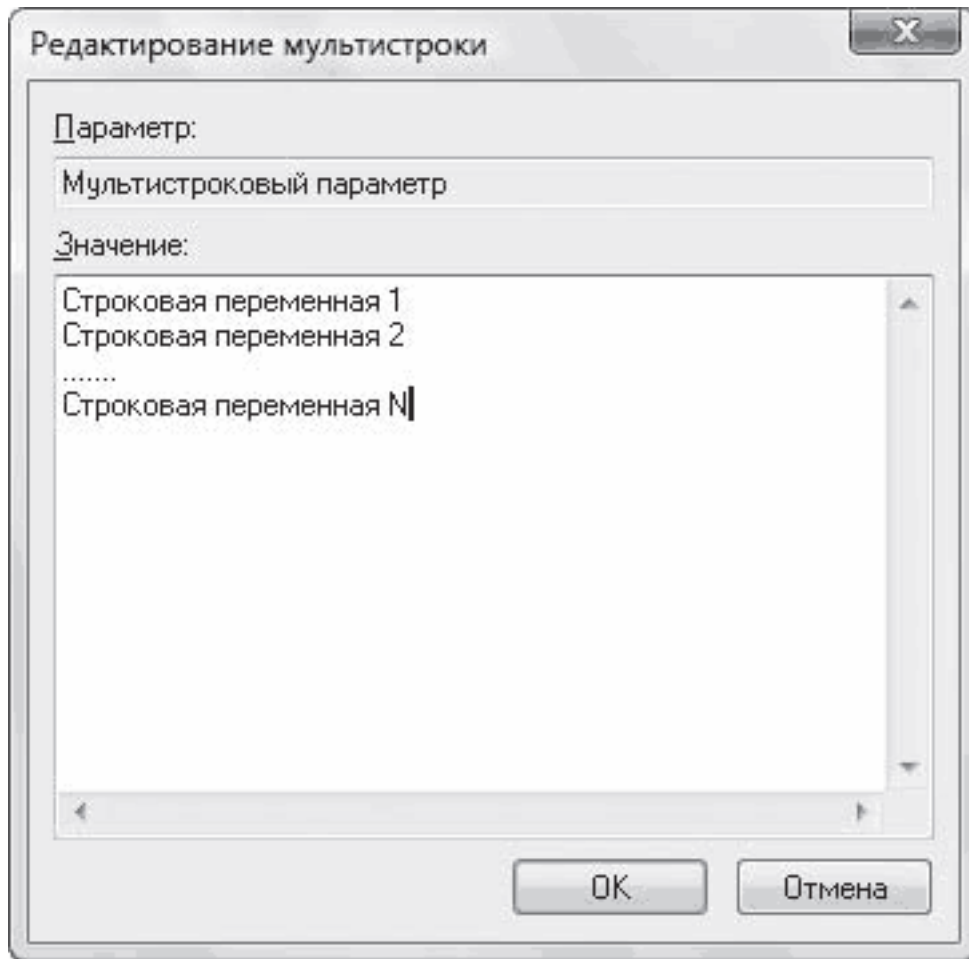 Редактирование мультистроки
Параметр:
Мультистроковый параметр
Значение:
Строковая переменная 1
Строковая переменная 2
.......
Строковая переменная N
OK
Отмена